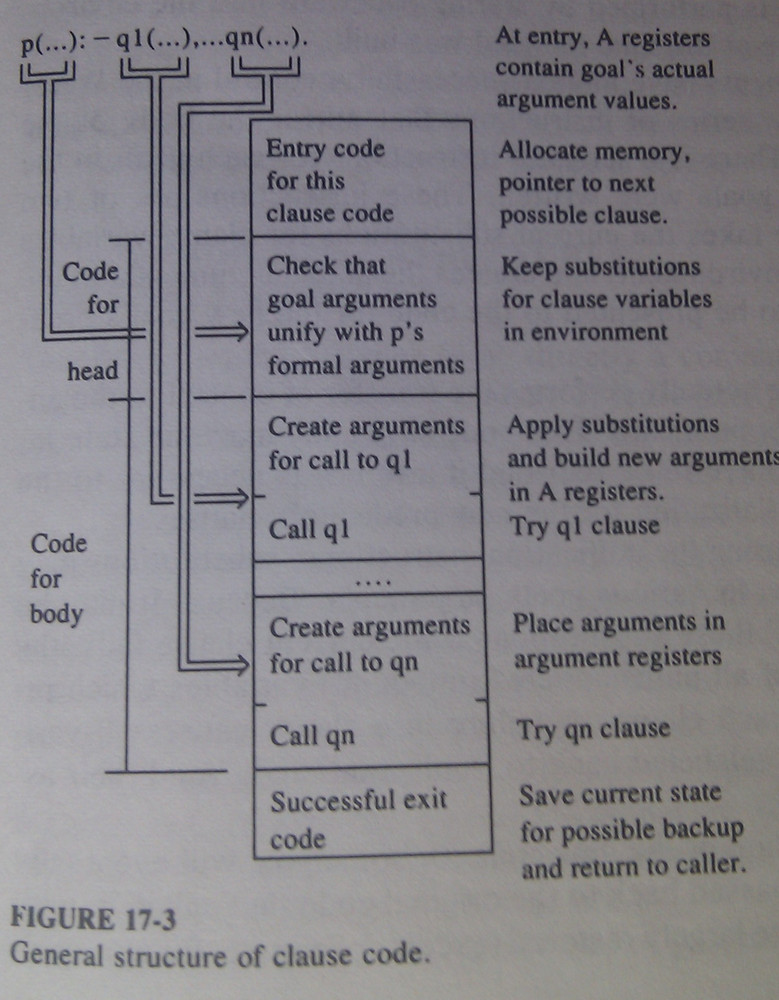 p(...):- q1(...),...qn(...).
At entry, A registers
contain goal's actual
argument values.
Entry code
for this
clause code
Allocate memory,
pointer to next
possible clause.
Code
for
head
Check that
goal arguments
unify with p's
formal arguments
Keep substitutions
for clause variables
in environment
Create arguments
for call to q1
Apply substitutions
and build new arguments
in A registers.
Call q1
Try q1 clause
Code
for
body
....
Create arguments
for call to qn
Place arguments in
argument registers
Call qn
Try qn clause
Successful exit
code
Save current state
for possible backup
and return to caller.
FIGURE 17-3
General structure of clause code.